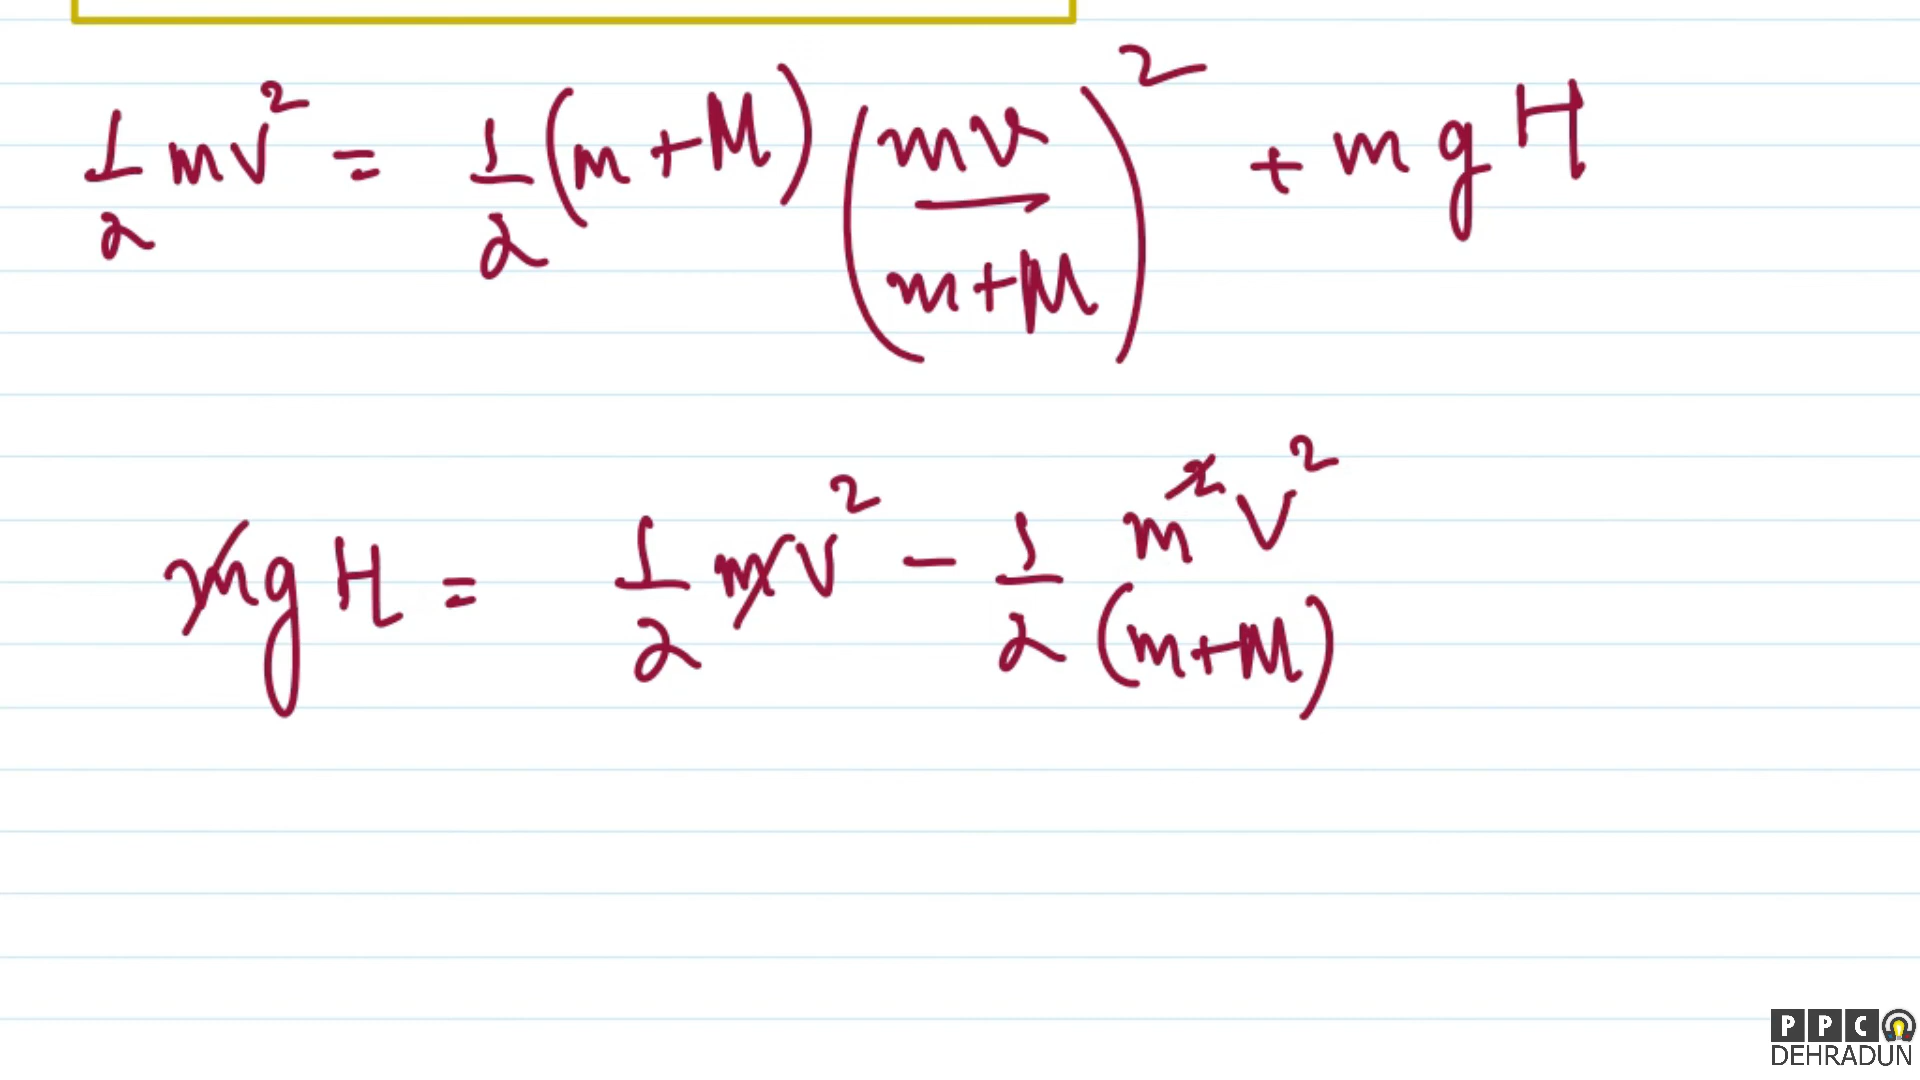 1/2 mv² = 1/2 (m+M) (mv/m+M)² + mgH
mgH = 1/2 mv² - 1/2 m²v²/(m+M)
PPC
DEHRADUN